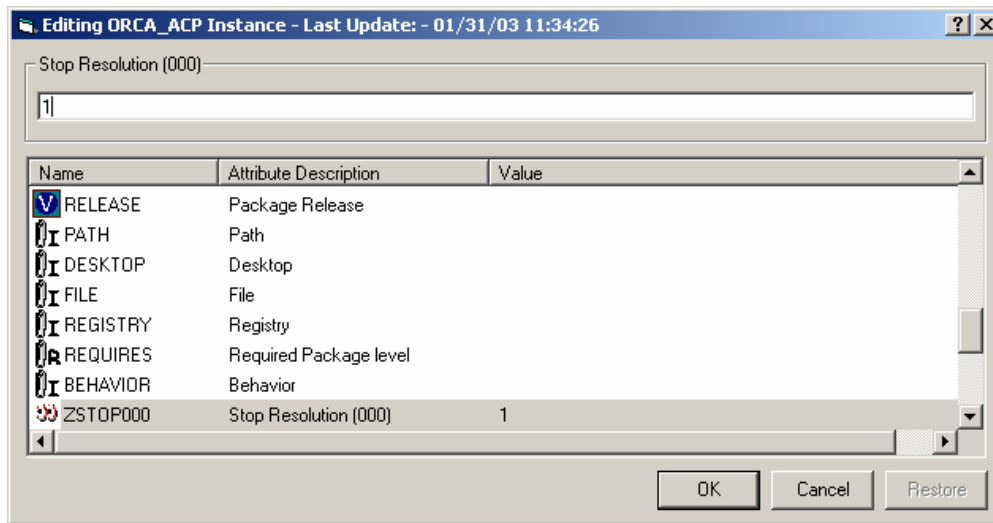 Editing ORCA_ACP Instance - Last Update: - 01/31/03 11:34:26
Stop Resolution (000)
1
Name Attribute Description Value
V RELEASE Package Release
I PATH Path
I DESKTOP Desktop
I FILE File
I REGISTRY Registry
R REQUIRES Required Package level
I BEHAVIOR Behavior
ZSTOP000 Stop Resolution (000) 1
OK Cancel Restore